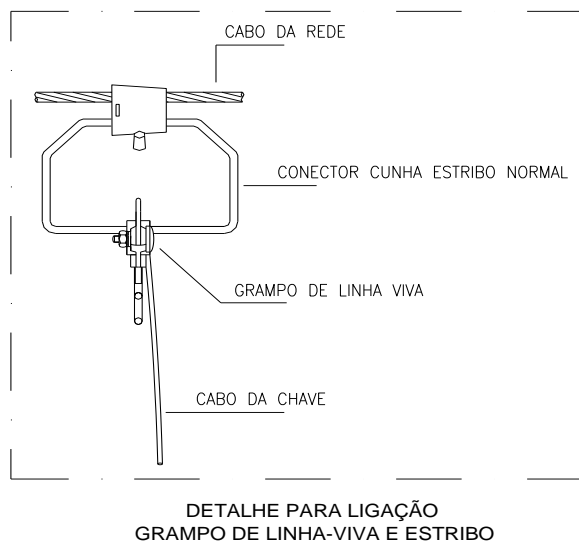 CABO DA REDE
CONECTOR CUNHA ESTRIBO NORMAL
GRAMPO DE LINHA VIVA
CABO DA CHAVE
DETALHE PARA LIGAÇÃO
GRAMPO DE LINHA-VIVA E ESTRIBO